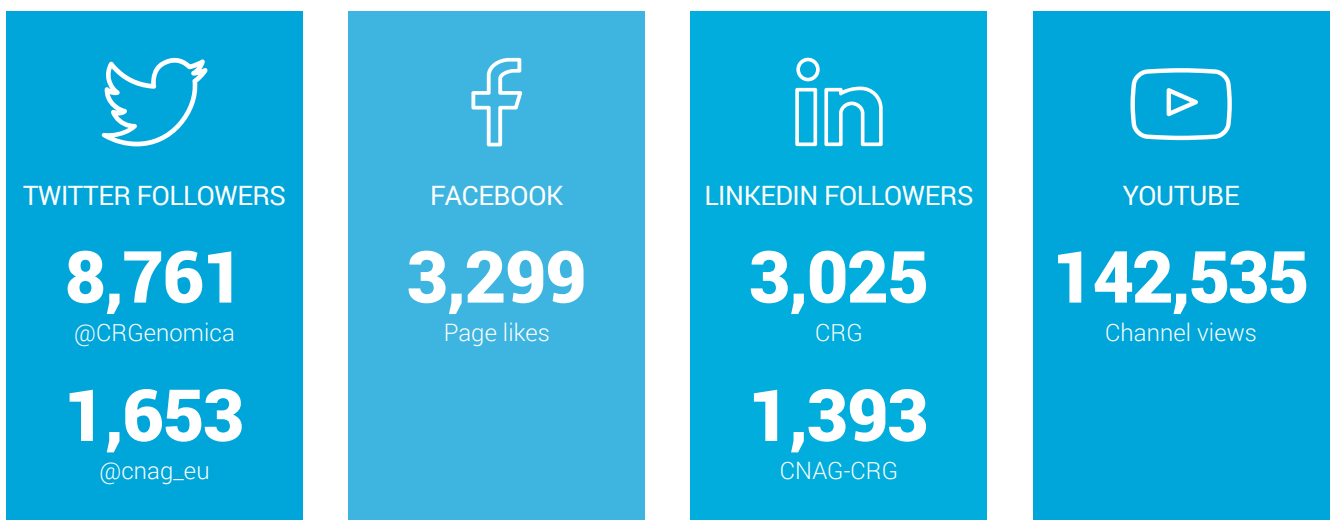 TWITTER FOLLOWERS
8,761
@CRGenomica
1,653
@cnag_eu
FACEBOOK
3,299
Page likes
LINKEDIN FOLLOWERS
3,025
CRG
1,393
CNAG-CRG
YOUTUBE
142,535
Channel views